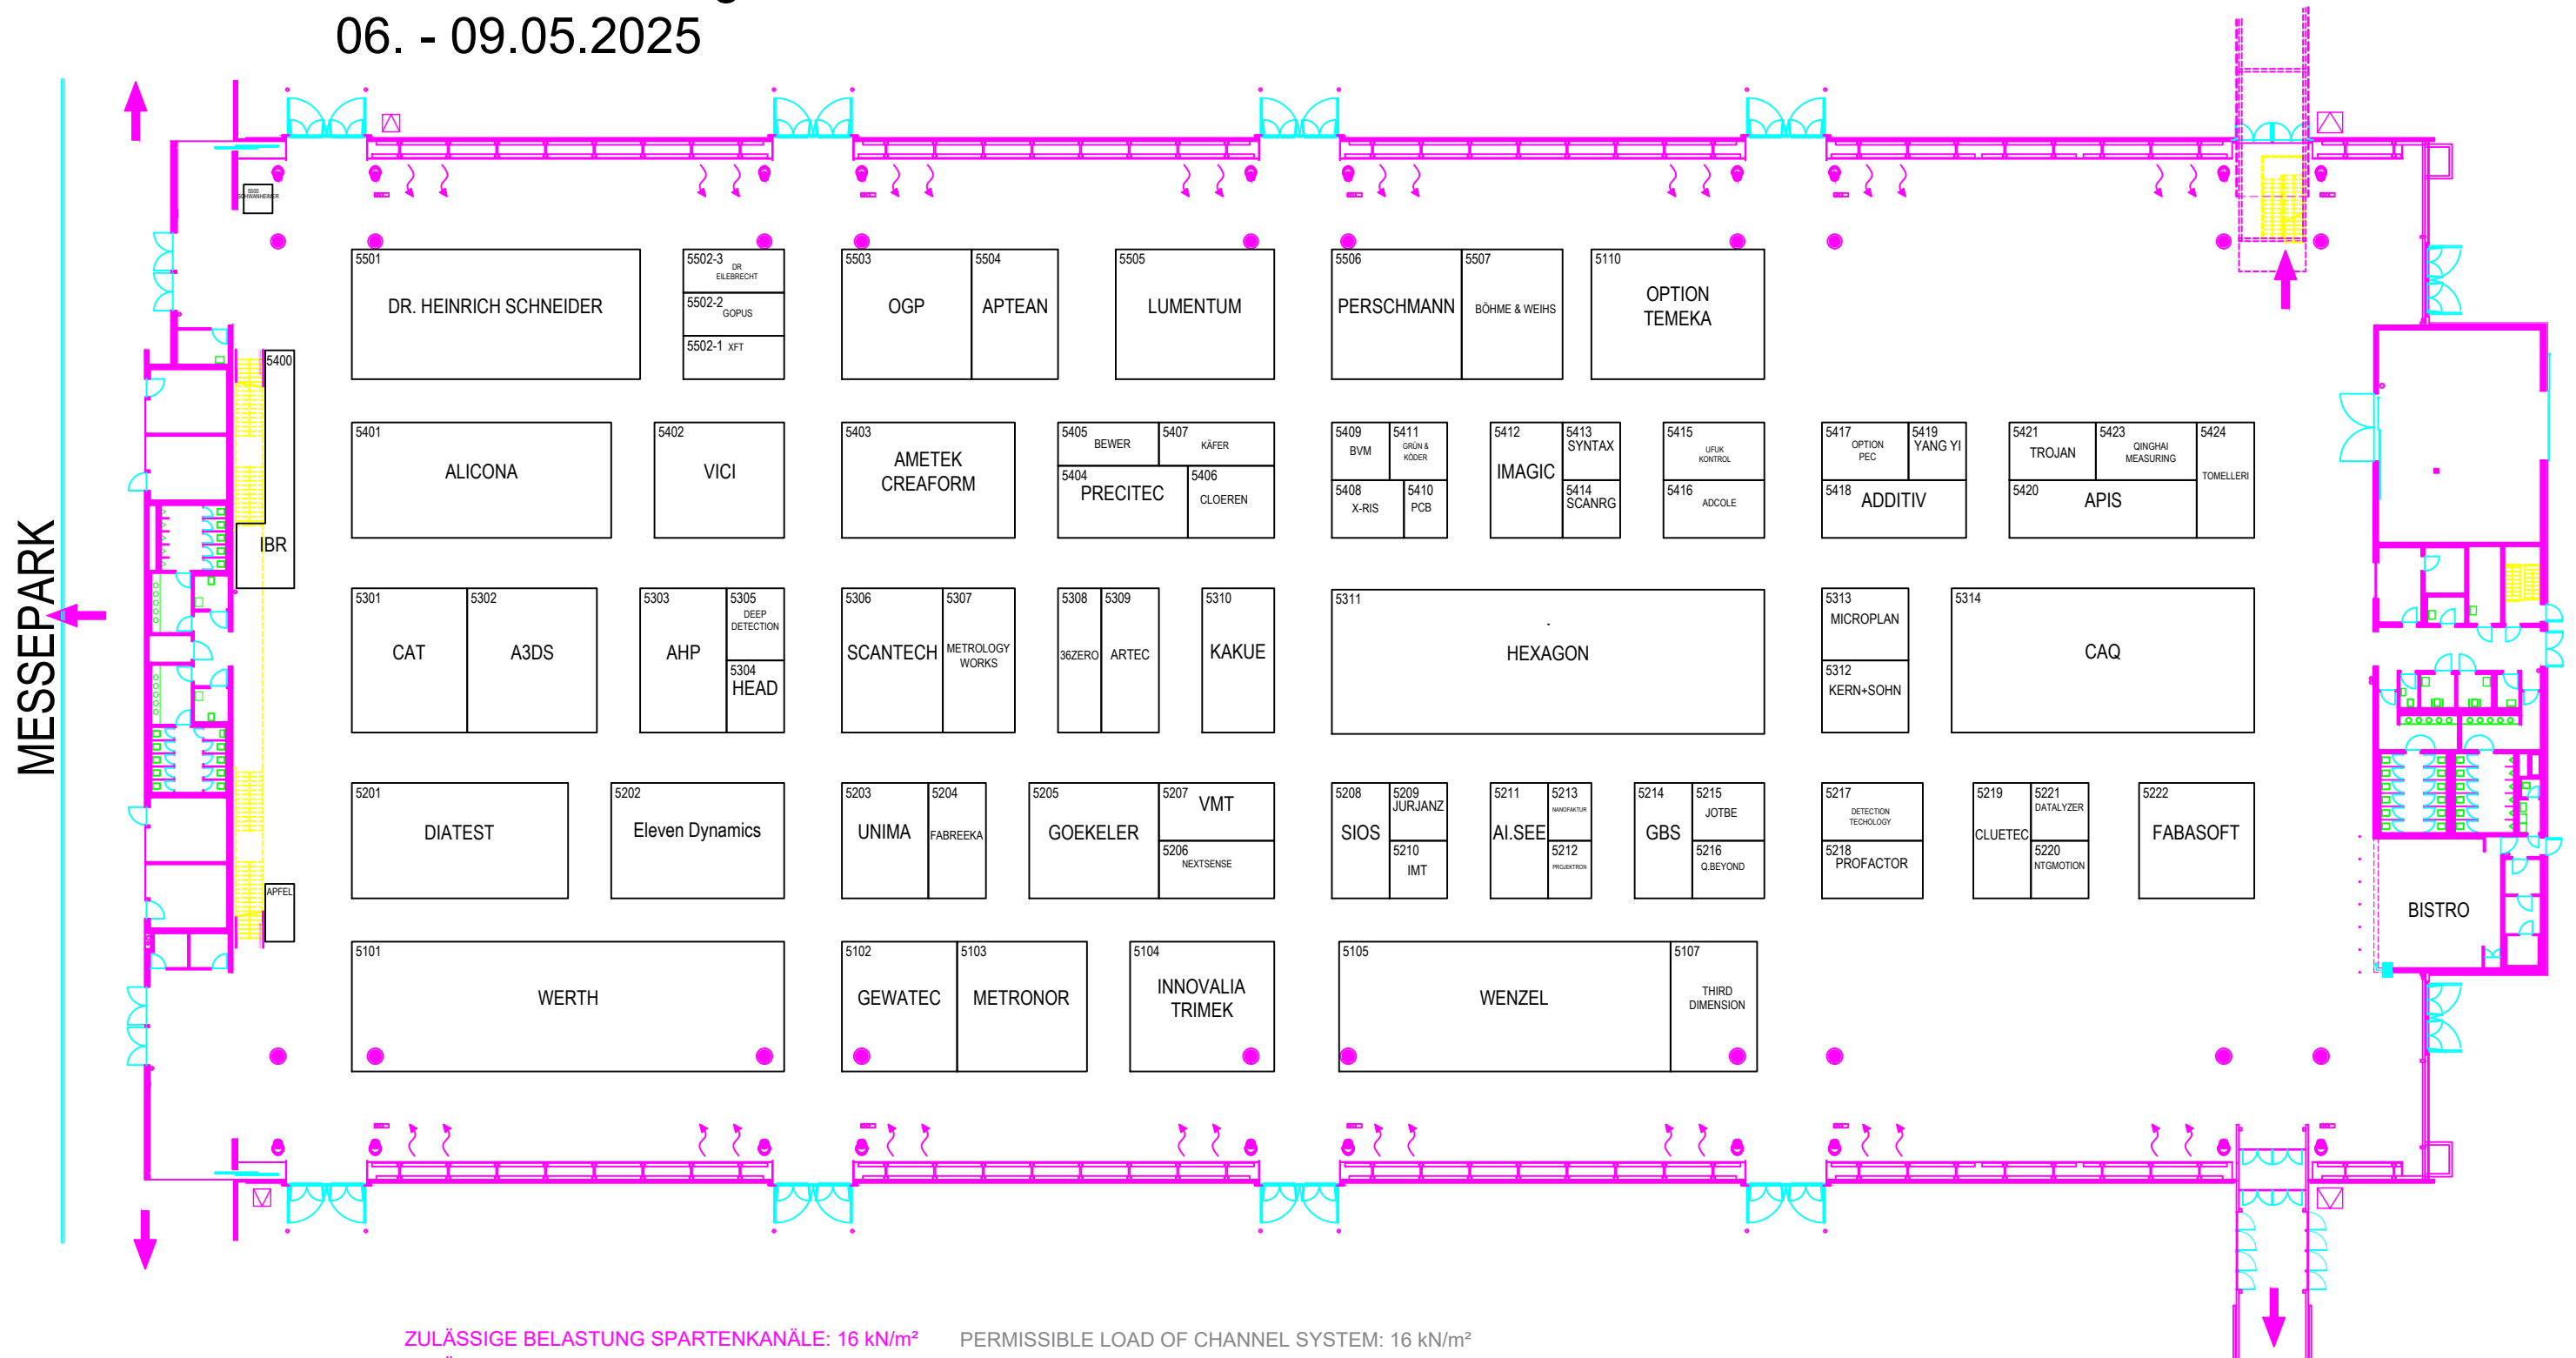 06. - 09.05.2025
MESSEPARK
5500
SCHWANHEIMER
5501
DR. HEINRICH SCHNEIDER
5502-3
DR
EILEBRECHT
5502-2
GOPUS
5502-1 XFT
5503
OGP
5504
APTEAN
5505
LUMENTUM
5506
PERSCHMANN
5507
BÖHME & WEIHS
5110
OPTION
TEMEKA
5400
IBR
5401
ALICONA
5402
VICI
5403
AMETEK
CREAFORM
5405
BEWER
5407
KÄFER
5404
PRECITEC
5406
CLOEREN
5409
BVM
5411
GRÜN &
KÖDER
5408
X-RIS
5410
PCB
5412
IMAGIC
5413
SYNTAX
5414
SCANRG
5415
UFUK
KONTROL
5416
ADCOLE
5417
OPTION
PEC
5419
YANG YI
5418
ADDITIV
5421
TROJAN
5423
QINGHAI
MEASURING
5424
TOMELLERI
5420
APIS
5301
CAT
5302
A3DS
5303
AHP
5305
DEEP
DETECTION
5304
HEAD
5306
SCANTECH
5307
METROLOGY
WORKS
5308
36ZERO
5309
ARTEC
5310
KAKUE
5311
HEXAGON
5313
MICROPLAN
5312
KERN+SOHN
5314
CAQ
5201
DIATEST
5202
Eleven Dynamics
5203
UNIMA
5204
FABREEKA
5205
GOEKELER
5207
VMT
5206
NEXTSENSE
5208
SIOS
5209
JURJANZ
5210
IMT
5211
AI.SEE
5213
NANOFAKTUR
5212
PROJEKTRON
5214
GBS
5215
JOTBE
5216
Q.BEYOND
5217
DETECTION
TECHOLOGY
5218
PROFACTOR
5219
CLUETEC
5221
DATALYZER
5220
NTGMOTION
5222
FABASOFT
APFEL
BISTRO
5101
WERTH
5102
GEWATEC
5103
METRONOR
5104
INNOVALIA
TRIMEK
5105
WENZEL
5107
THIRD
DIMENSION
ZULÄSSIGE BELASTUNG SPARTENKANÄLE: 16 kN/m² PERMISSIBLE LOAD OF CHANNEL SYSTEM: 16 kN/m²